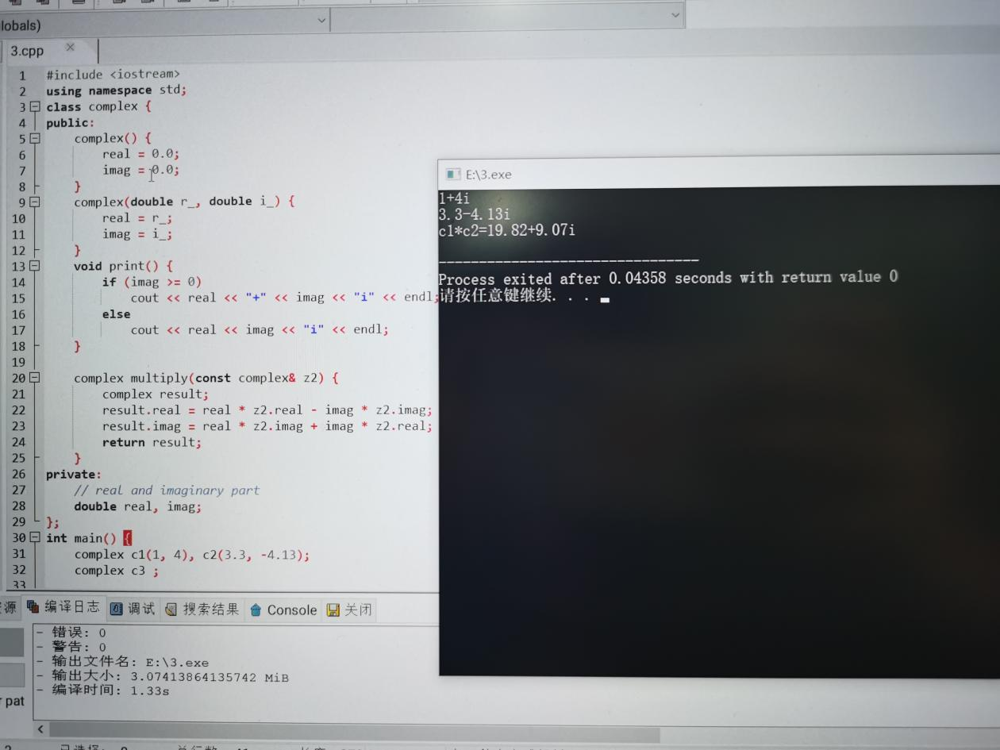 lobals)
3.cpp
1 #include <iostream>
2 using namespace std;
3 class complex {
4 public:
5 complex() {
6 real = 0.0;
7 imag = 0.0;
8 }
9 complex(double r_, double i_) {
10 real = r_;
11 imag = i_;
12 }
13 void print() {
14 if (imag >= 0)
15 cout << real << "+" << imag << "i" << endl;
16 else
17 cout << real << imag << "i" << endl;
18 }
19
20 complex multiply(const complex& z2) {
21 complex result;
22 result.real = real * z2.real - imag * z2.imag;
23 result.imag = real * z2.imag + imag * z2.real;
24 return result;
25 }
26 private:
27 // real and imaginary part
28 double real, imag;
29 };
30 int main() {
31 complex c1(1, 4), c2(3.3, -4.13);
32 complex c3 ;
33
E:\3.exe
1+4i
3.3-4.13i
c1*c2=19.82+9.07i
--------------------------------
Process exited after 0.04358 seconds with return value 0
请按任意键继续. . .
源 编译日志 调试 搜索结果 Console 关闭
- 错误: 0
- 警告: 0
- 输出文件名: E:\3.exe
- 输出大小: 3.07413864135742 MiB
- 编译时间: 1.33s
r pat